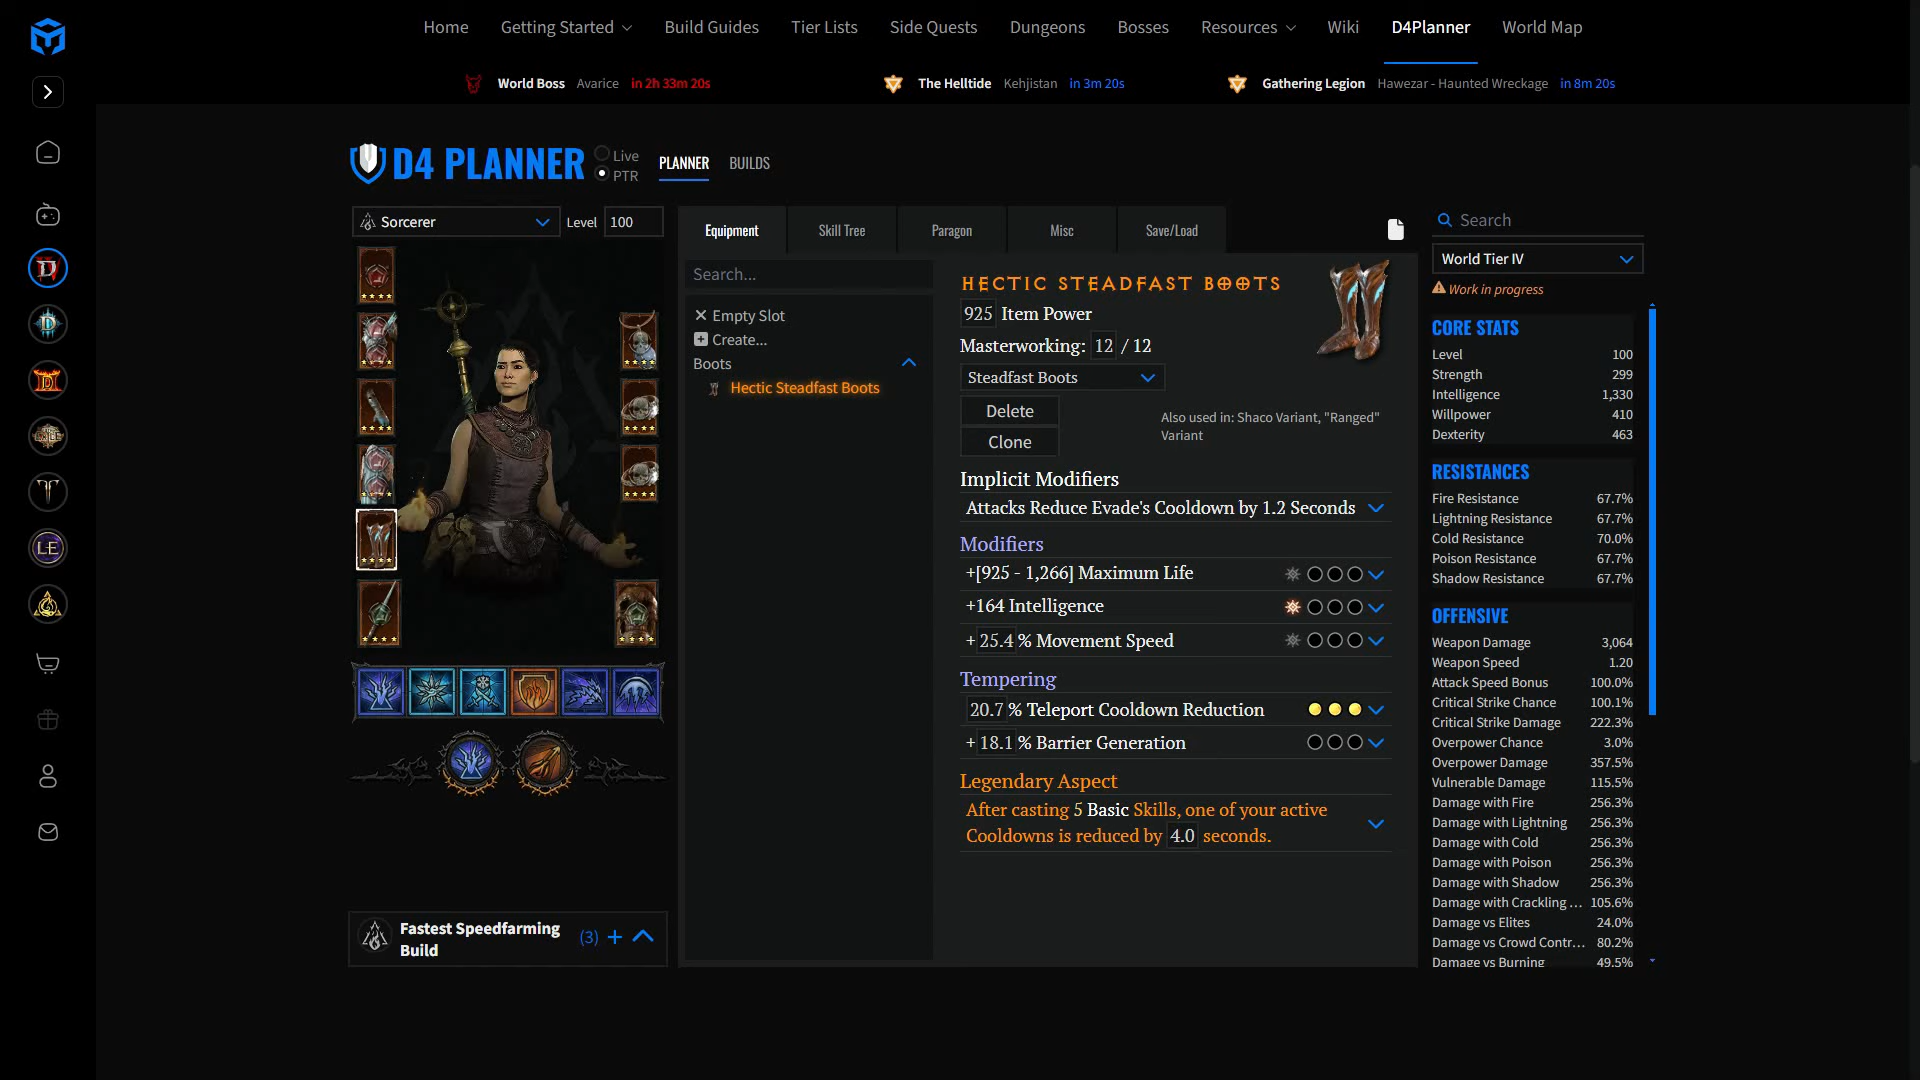 Home
Getting Started
Build Guides
Tier Lists
Side Quests
Dungeons
Bosses
Resources
Wiki
D4Planner
World Map
World Boss Avarice in 2h 33m 20s
The Helltide Kehjistan in 3m 20s
Gathering Legion Hawezar - Haunted Wreckage in 8m 20s
D4 PLANNER
Live
PTR
PLANNER
BUILDS
Sorcerer
Level 100
Equipment
Skill Tree
Paragon
Misc
Save/Load
Search...
Empty Slot
Create...
Boots
Hectic Steadfast Boots
HECTIC STEADFAST BOOTS
925 Item Power
Masterworking: 12 / 12
Steadfast Boots
Delete
Clone
Also used in: Shaco Variant, "Ranged"
Variant
Implicit Modifiers
Attacks Reduce Evade's Cooldown by 1.2 Seconds
Modifiers
+[925 - 1,266] Maximum Life
+164 Intelligence
+ 25.4 % Movement Speed
Tempering
20.7 % Teleport Cooldown Reduction
+ 18.1 % Barrier Generation
Legendary Aspect
After casting 5 Basic Skills, one of your active
Cooldowns is reduced by 4.0 seconds.
Fastest Speedfarming
Build
(3)
Search
World Tier IV
Work in progress
CORE STATS
Level 100
Strength 299
Intelligence 1,330
Willpower 410
Dexterity 463
RESISTANCES
Fire Resistance 67.7%
Lightning Resistance 67.7%
Cold Resistance 70.0%
Poison Resistance 67.7%
Shadow Resistance 67.7%
OFFENSIVE
Weapon Damage 3,064
Weapon Speed 1.20
Attack Speed Bonus 100.0%
Critical Strike Chance 100.1%
Critical Strike Damage 222.3%
Overpower Chance 3.0%
Overpower Damage 357.5%
Vulnerable Damage 115.5%
Damage with Fire 256.3%
Damage with Lightning 256.3%
Damage with Cold 256.3%
Damage with Poison 256.3%
Damage with Shadow 256.3%
Damage with Crackling ... 105.6%
Damage vs Elites 24.0%
Damage vs Crowd Contr... 80.2%
Damage vs Burning 49.5%
LE